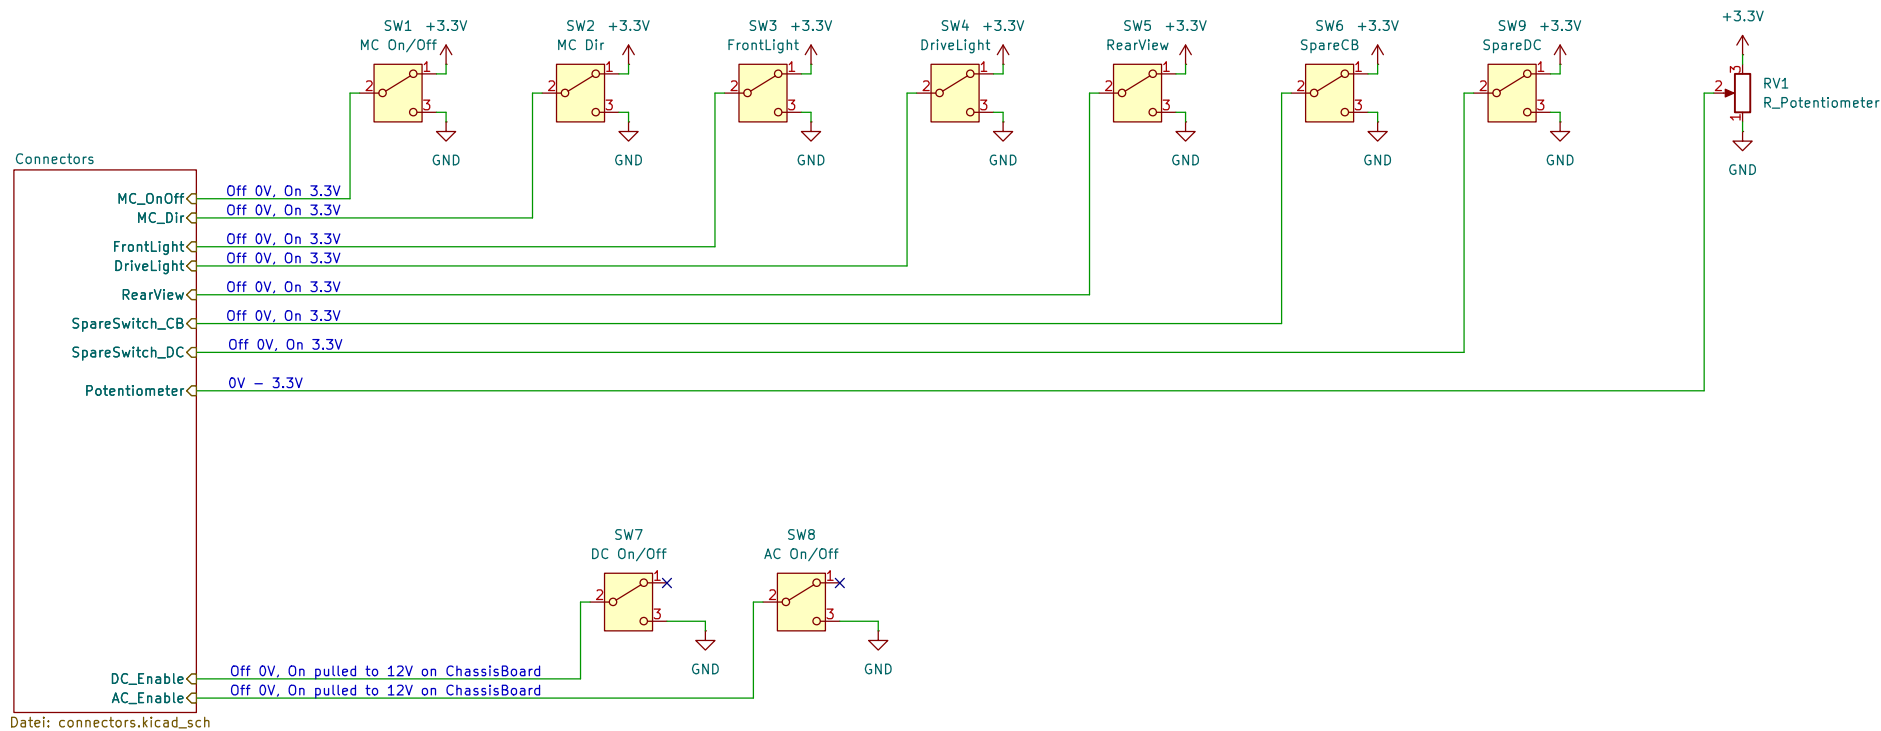 SW1 +3.3V
MC On/Off
1
2
3
GND
SW2 +3.3V
MC Dir
1
2
3
GND
SW3 +3.3V
FrontLight
1
2
3
GND
SW4 +3.3V
DriveLight
1
2
3
GND
SW5 +3.3V
RearView
1
2
3
GND
SW6 +3.3V
SpareCB
1
2
3
GND
SW9 +3.3V
SpareDC
1
2
3
GND
+3.3V
3
2
1
RV1
R_Potentiometer
GND
Connectors
MC_OnOff
Off 0V, On 3.3V
MC_Dir
Off 0V, On 3.3V
FrontLight
Off 0V, On 3.3V
DriveLight
Off 0V, On 3.3V
RearView
Off 0V, On 3.3V
SpareSwitch_CB
Off 0V, On 3.3V
SpareSwitch_DC
Off 0V, On 3.3V
Potentiometer
0V - 3.3V
SW7
DC On/Off
1
2
3
GND
SW8
AC On/Off
1
2
3
GND
DC_Enable
Off 0V, On pulled to 12V on ChassisBoard
AC_Enable
Off 0V, On pulled to 12V on ChassisBoard
Datei: connectors.kicad_sch